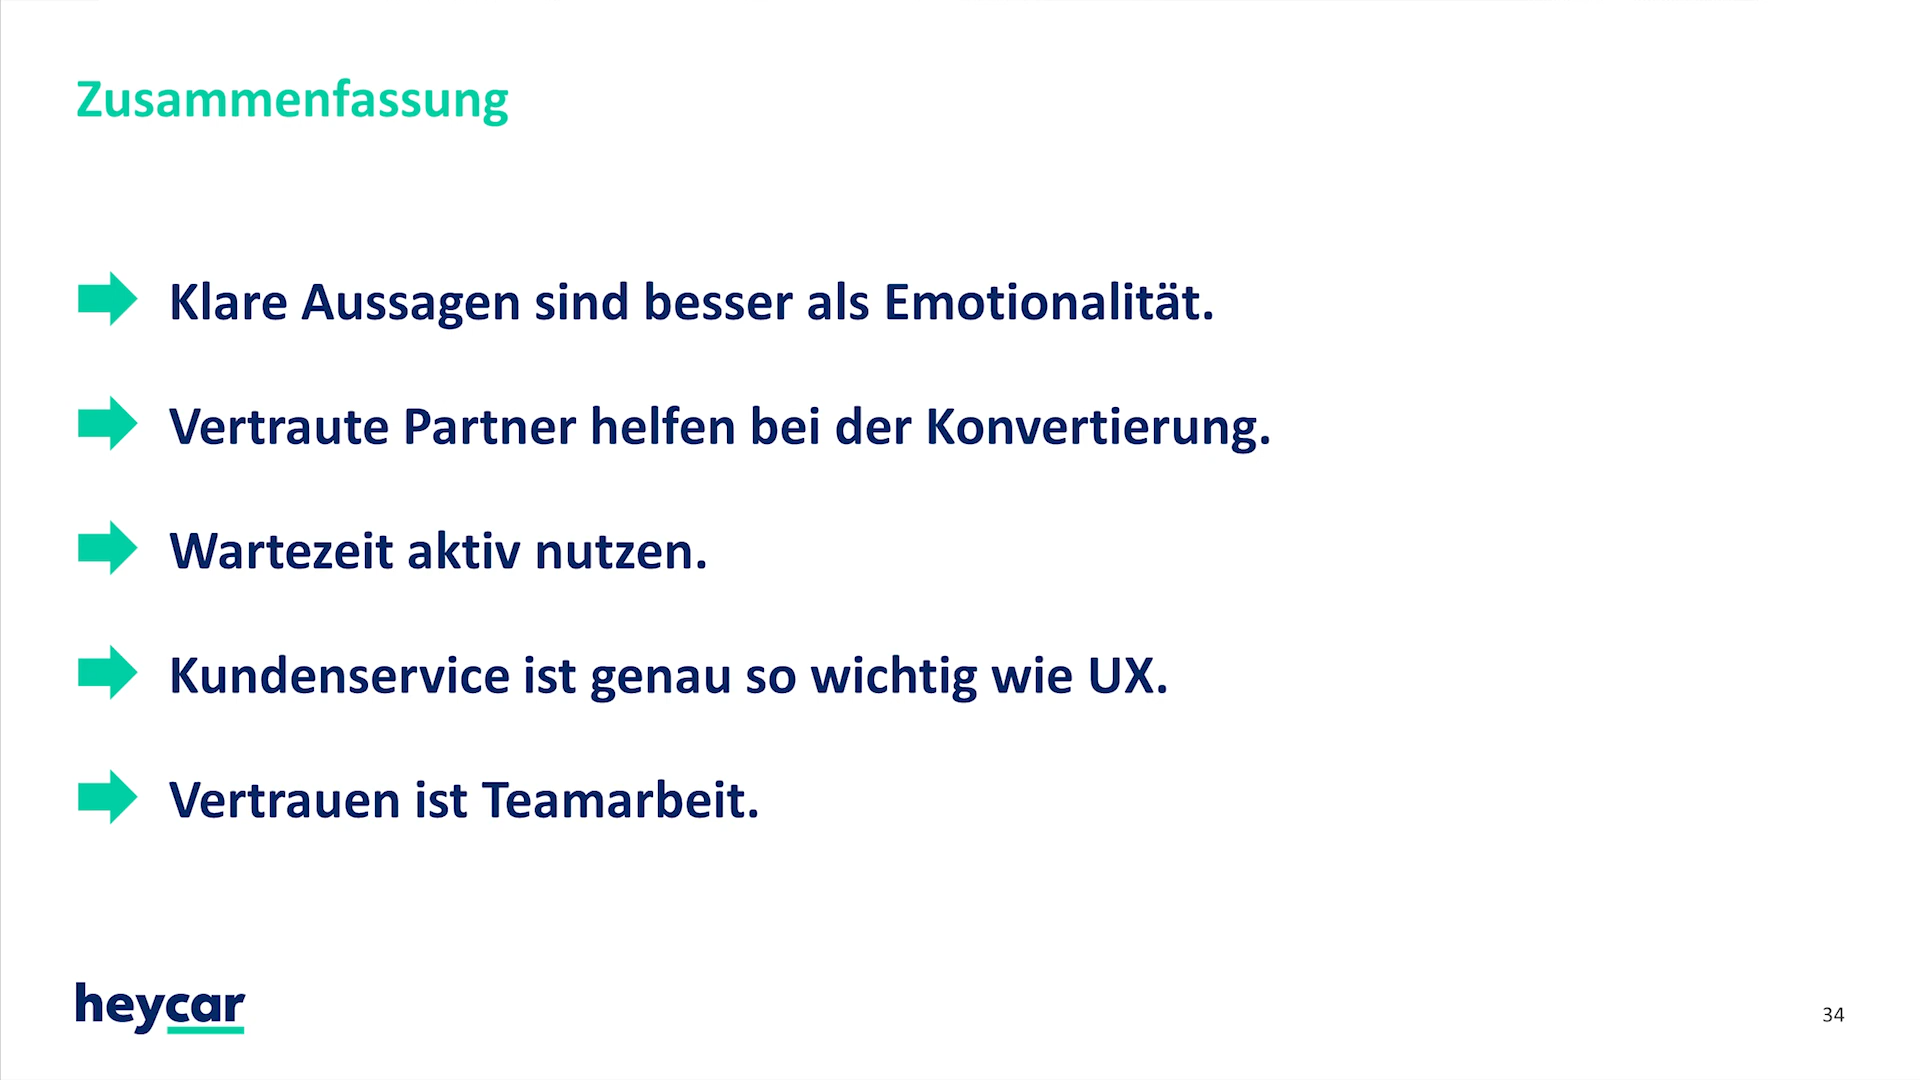 Zusammenfassung
Klare Aussagen sind besser als Emotionalität.
Vertraute Partner helfen bei der Konvertierung.
Wartezeit aktiv nutzen.
Kundenservice ist genau so wichtig wie UX.
Vertrauen ist Teamarbeit.
heycar
34